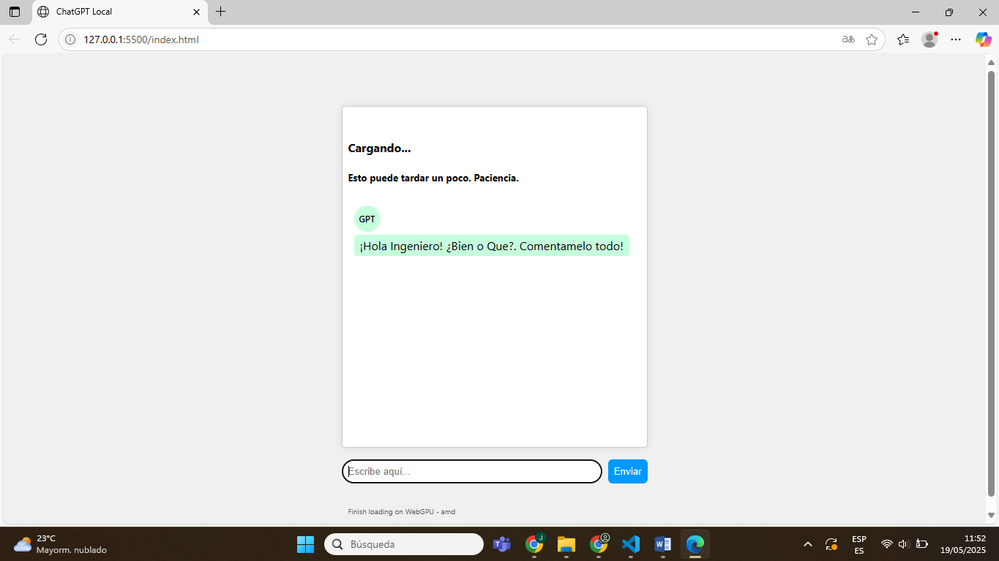 ChatGPT Local
127.0.0.1:5500/index.html
Cargando...
Esto puede tardar un poco. Paciencia.
GPT
¡Hola Ingeniero! ¿Bien o Que?. Comentamelo todo!
Escribe aquí...
Enviar
Finish loading on WebGPU - amd
23°C
Mayorm. nublado
Búsqueda
J
ESP
ES
11:52
19/05/2025